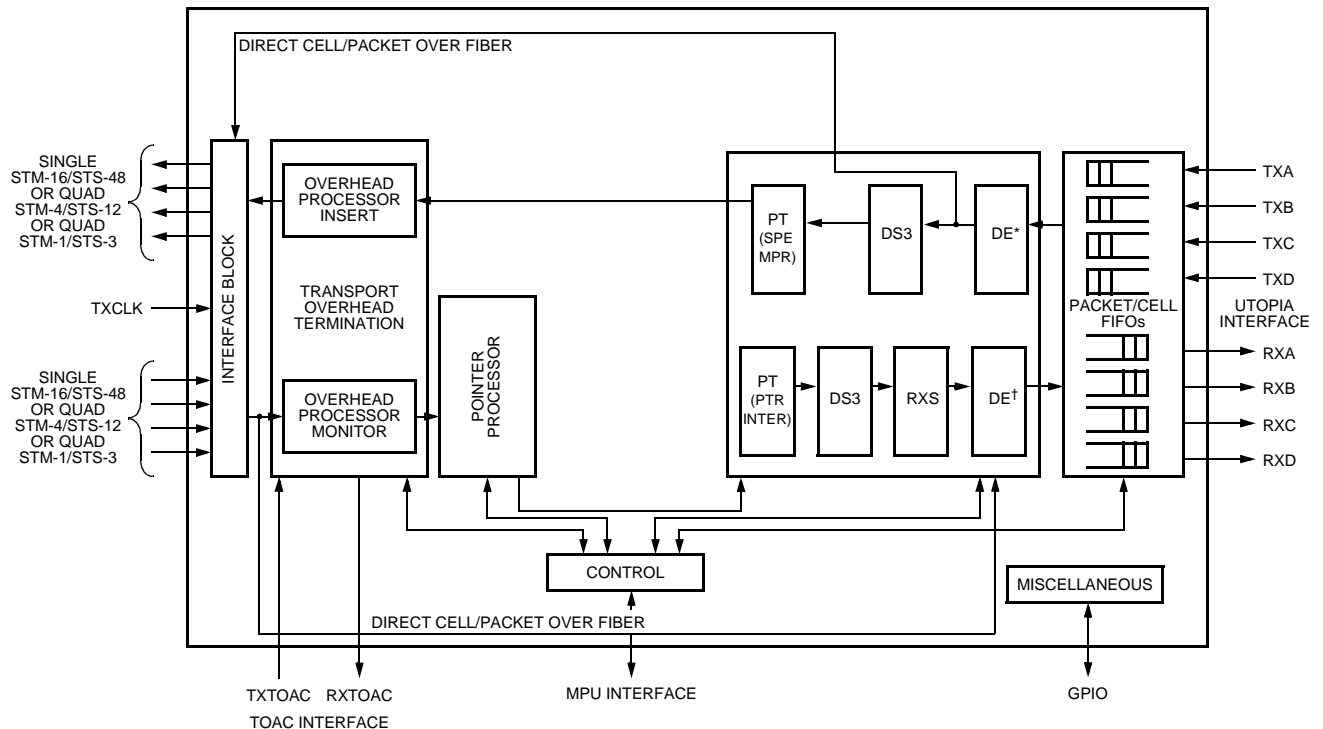 DIRECT CELL/PACKET OVER FIBER
SINGLE
STM-16/STS-48
OR QUAD
STM-4/STS-12
OR QUAD
STM-1/STS-3
TXCLK
SINGLE
STM-16/STS-48
OR QUAD
STM-4/STS-12
OR QUAD
STM-1/STS-3
INTERFACE BLOCK
OVERHEAD
PROCESSOR
INSERT
TRANSPORT
OVERHEAD
TERMINATION
OVERHEAD
PROCESSOR
MONITOR
POINTER
PROCESSOR
PT
(SPE
MPR)
DS3
DE*
PT
(PTR
INTER)
DS3
RXS
DE†
PACKET/CELL
FIFOs
TXA
TXB
TXC
TXD
UTOPIA
INTERFACE
RXA
RXB
RXC
RXD
CONTROL
MISCELLANEOUS
DIRECT CELL/PACKET OVER FIBER
TXTOAC RXTOAC
TOAC INTERFACE
MPU INTERFACE
GPIO